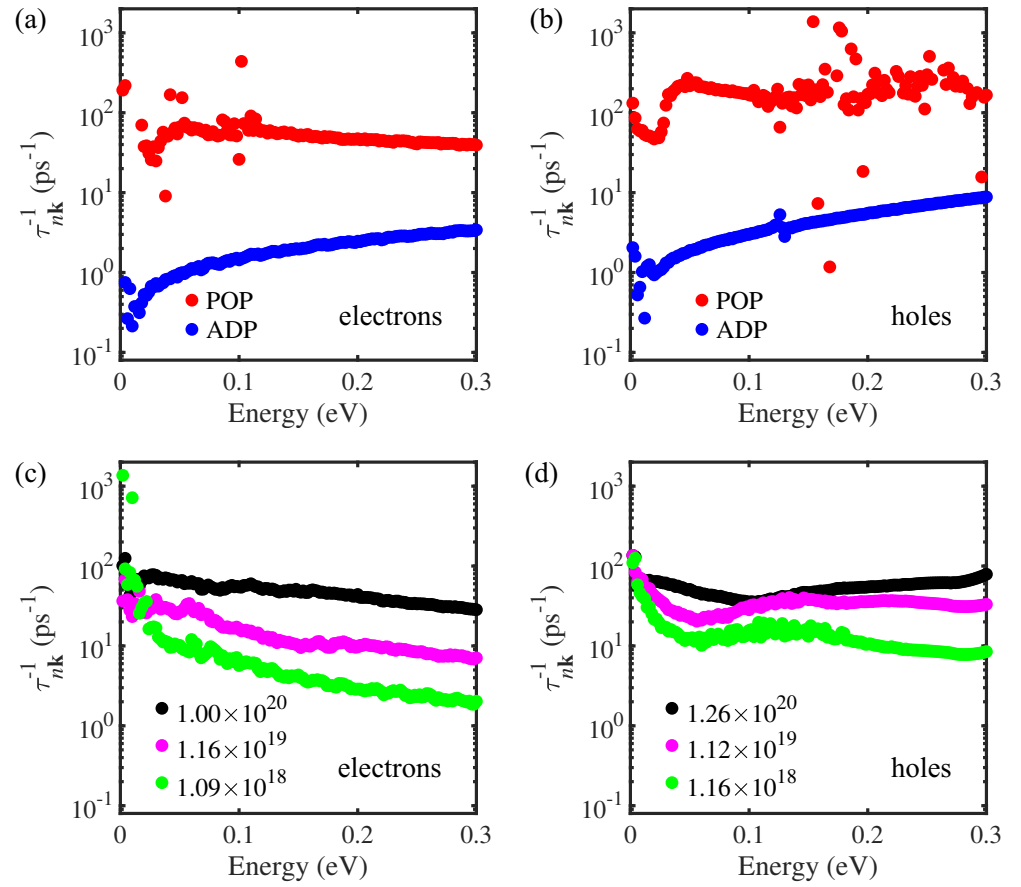 (a)
10³
10²
10¹
10⁰
10⁻¹
τ⁻¹nk (ps⁻¹)
POP
ADP
electrons
0 0.1 0.2 0.3
Energy (eV)
(b)
10³
10²
10¹
10⁰
10⁻¹
τ⁻¹nk (ps⁻¹)
POP
ADP
holes
0 0.1 0.2 0.3
Energy (eV)
(c)
10³
10²
10¹
10⁰
10⁻¹
τ⁻¹nk (ps⁻¹)
1.00×10²⁰
1.16×10¹⁹
1.09×10¹⁸
electrons
0 0.1 0.2 0.3
Energy (eV)
(d)
10³
10²
10¹
10⁰
10⁻¹
τ⁻¹nk (ps⁻¹)
1.26×10²⁰
1.12×10¹⁹
1.16×10¹⁸
holes
0 0.1 0.2 0.3
Energy (eV)